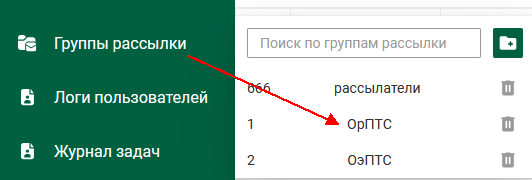 Группы рассылки
Логи пользователей
Журнал задач
Поиск по группам рассылки
666 рассылатели
1 ОрПТС
2 ОэПТС